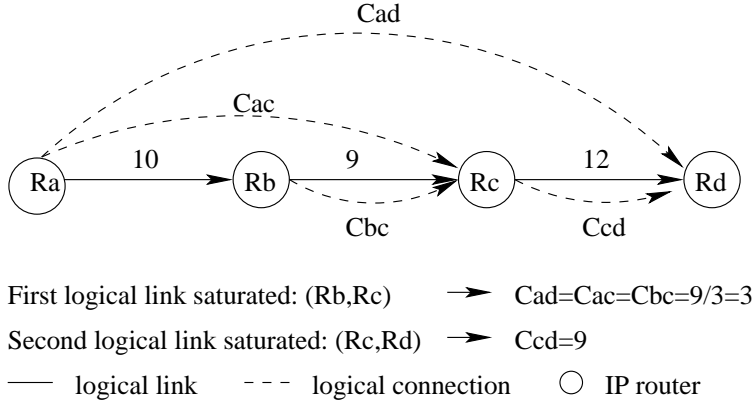 Cad
Cac
10
9
12
Ra
Rb
Rc
Rd
Cbc
Ccd
First logical link saturated: (Rb,Rc) Cad=Cac=Cbc=9/3=3
Second logical link saturated: (Rc,Rd) Ccd=9
logical link logical connection IP router